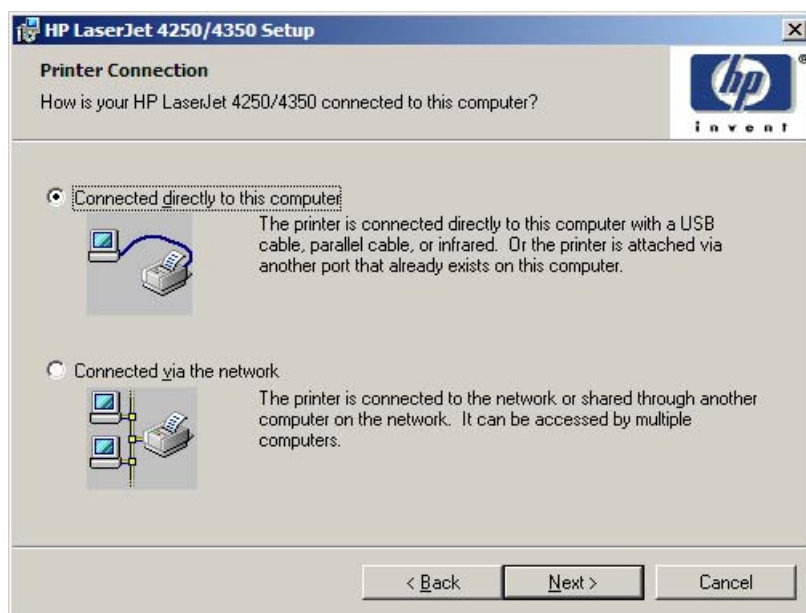 HP LaserJet 4250/4350 Setup
Printer Connection
How is your HP LaserJet 4250/4350 connected to this computer?
hp
®
invent
Connected directly to this computer
The printer is connected directly to this computer with a USB
cable, parallel cable, or infrared. Or the printer is attached via
another port that already exists on this computer.
Connected via the network
The printer is connected to the network or shared through another
computer on the network. It can be accessed by multiple
computers.
< Back
Next >
Cancel